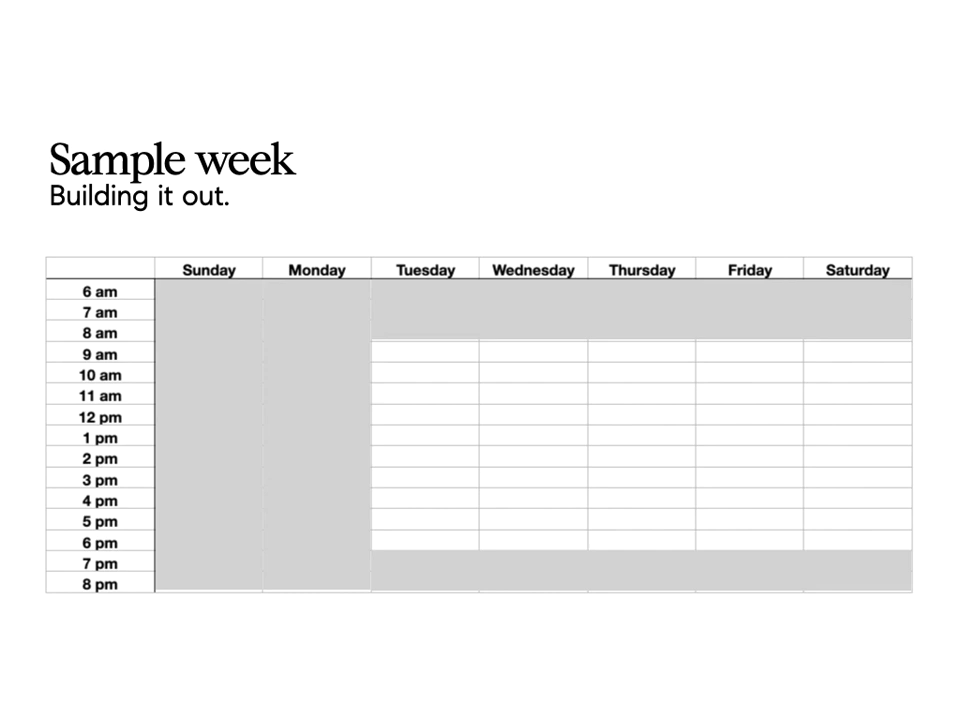 Sample week
Building it out.
Sunday Monday Tuesday Wednesday Thursday Friday Saturday
6 am
7 am
8 am
9 am
10 am
11 am
12 pm
1 pm
2 pm
3 pm
4 pm
5 pm
6 pm
7 pm
8 pm